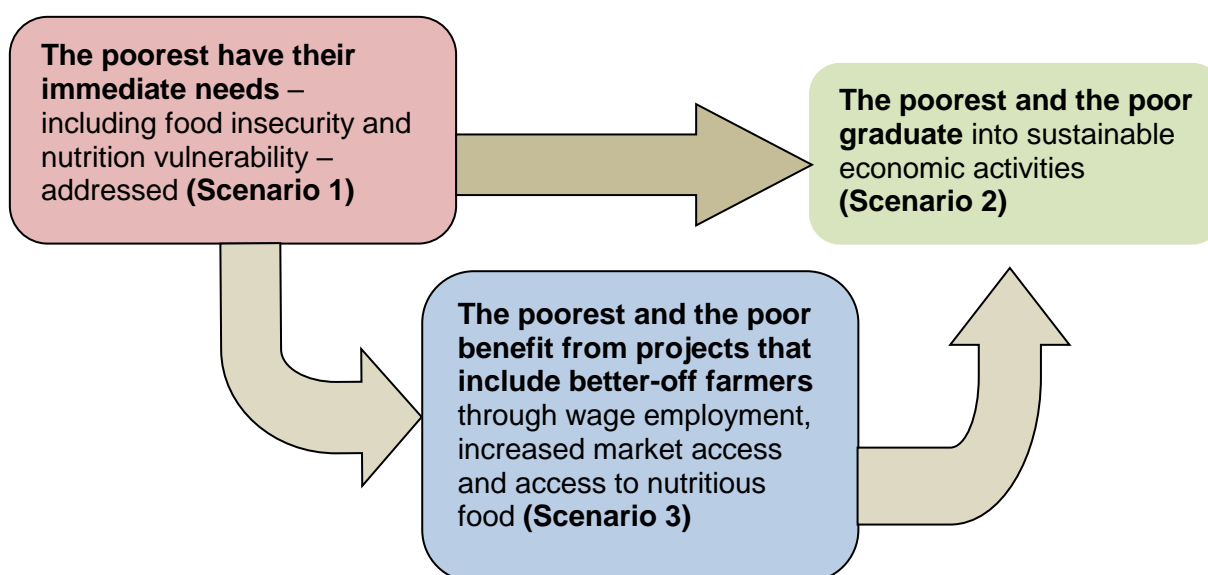 The poorest have their
immediate needs –
including food insecurity and
nutrition vulnerability –
addressed (Scenario 1)
The poorest and the poor
graduate into sustainable
economic activities
(Scenario 2)
The poorest and the poor
benefit from projects that
include better-off farmers
through wage employment,
increased market access
and access to nutritious
food (Scenario 3)